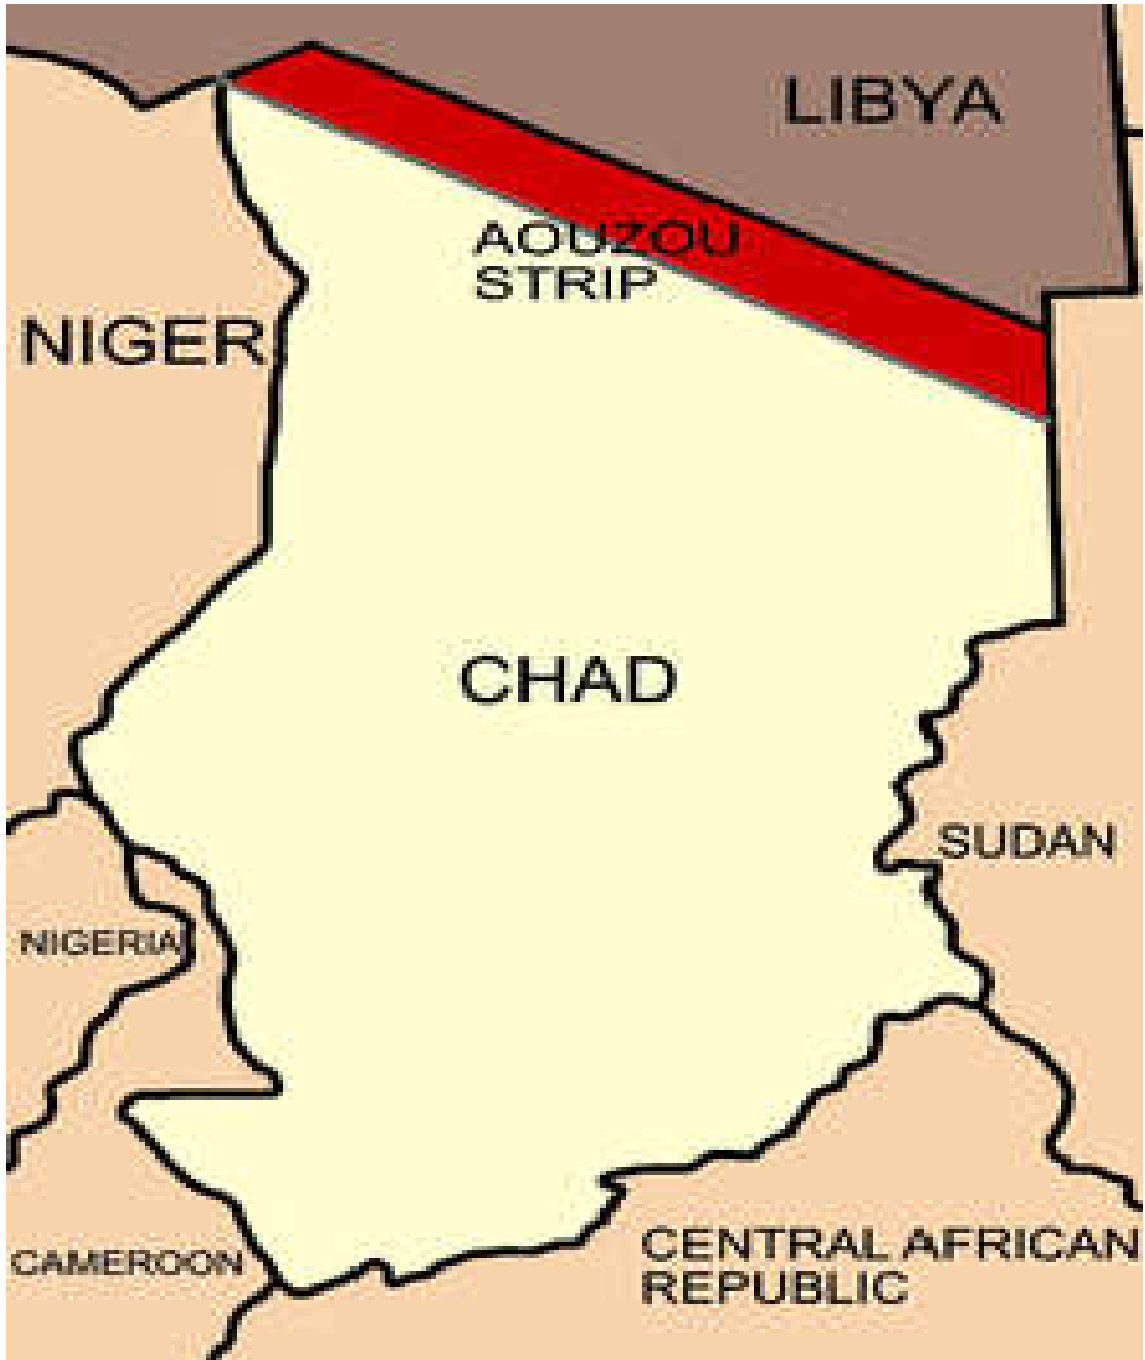 LIBYA
AOUZOU
STRIP
NIGER
CHAD
SUDAN
NIGERIA
CENTRAL AFRICAN
REPUBLIC
CAMEROON